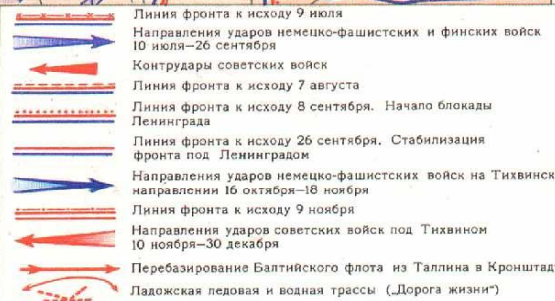 Линия фронта к исходу 9 июля
Направления ударов немецко-фашистских и финских войск
10 июля—26 сентября
Контрудары советских войск
Линия фронта к исходу 7 августа
Линия фронта к исходу 8 сентября. Начало блокады
Ленинграда
Линия фронта к исходу 26 сентября. Стабилизация
фронта под Ленинградом
Направления ударов немецко-фашистских войск на Тихвинск
направлении 16 октября—18 ноября
Линия фронта к исходу 9 ноября
Направления ударов советских войск под Тихвином
10 ноября—30 декабря
Перебазирование Балтийского флота из Таллина в Кронштад
Ладожская ледовая и водная трассы („Дорога жизни“)